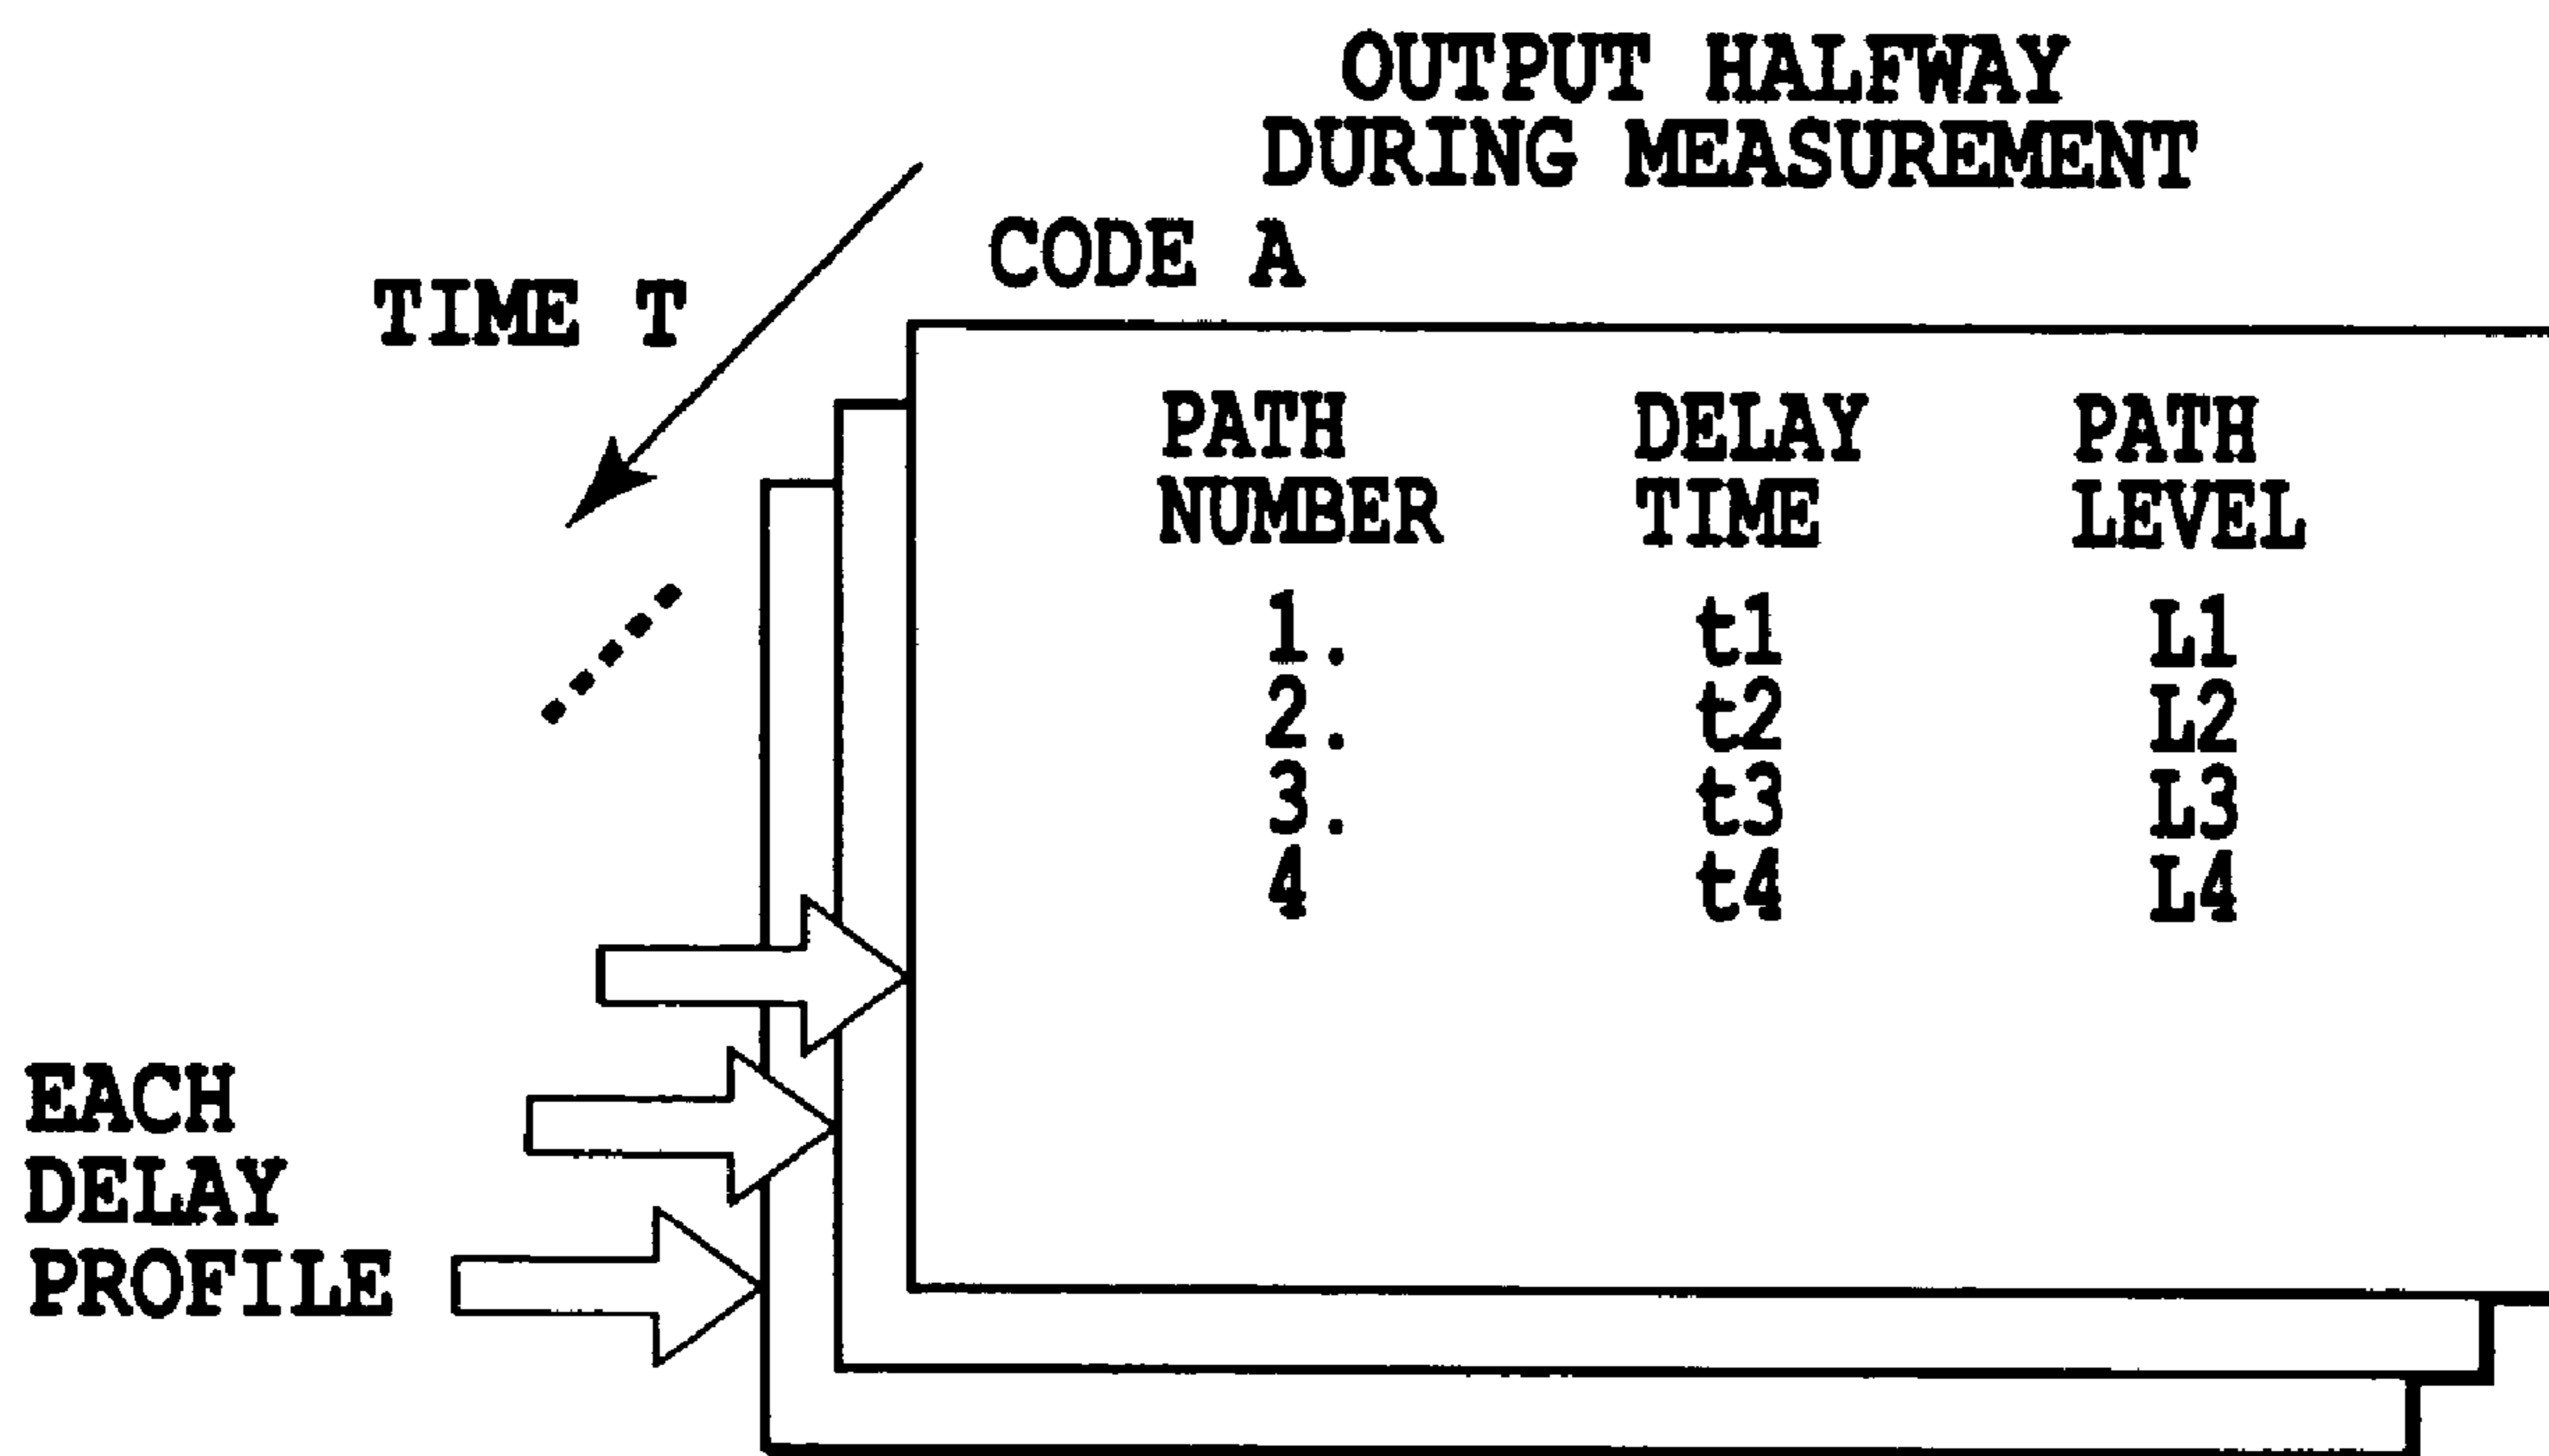 OUTPUT HALFWAY
DURING MEASUREMENT
CODE A
TIME T
PATH NUMBER DELAY TIME PATH LEVEL
1. t1 L1
2. t2 L2
3. t3 L3
4 t4 L4
EACH
DELAY
PROFILE